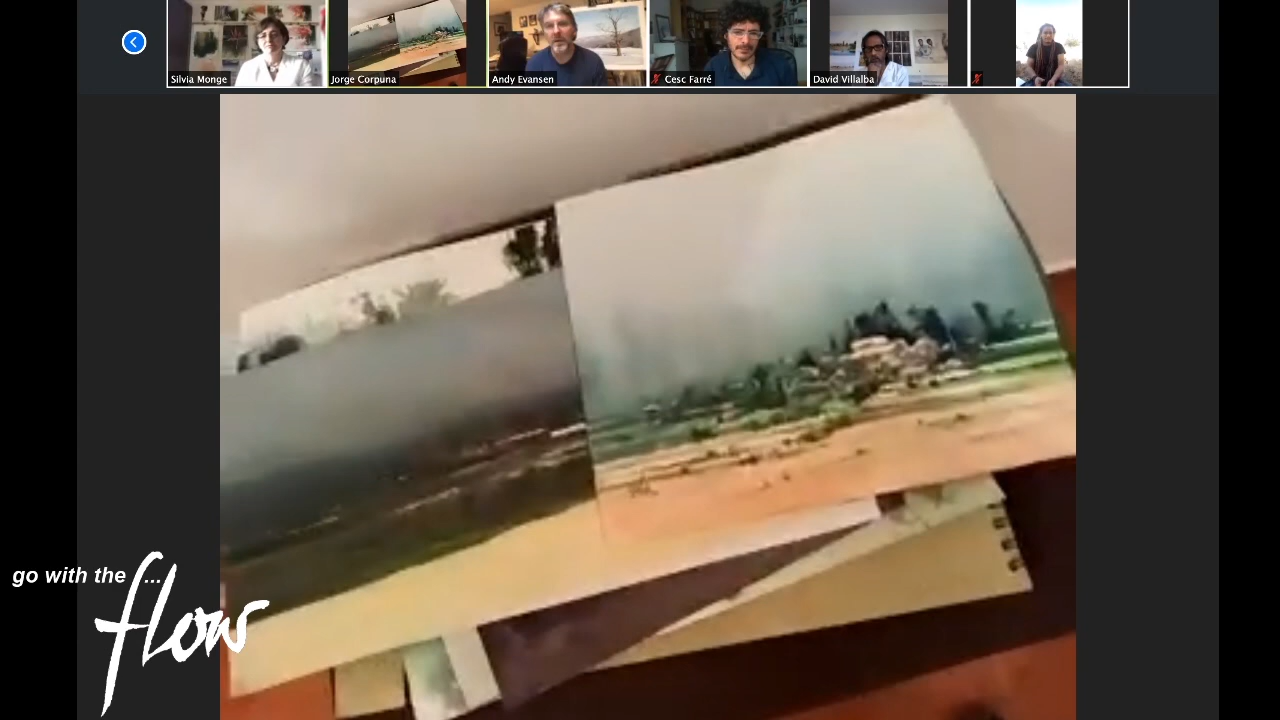 Silvia Monge
Jorge Corpuna
Andy Evansen
Cesc Farré
David Villalba
go with the ...
flow